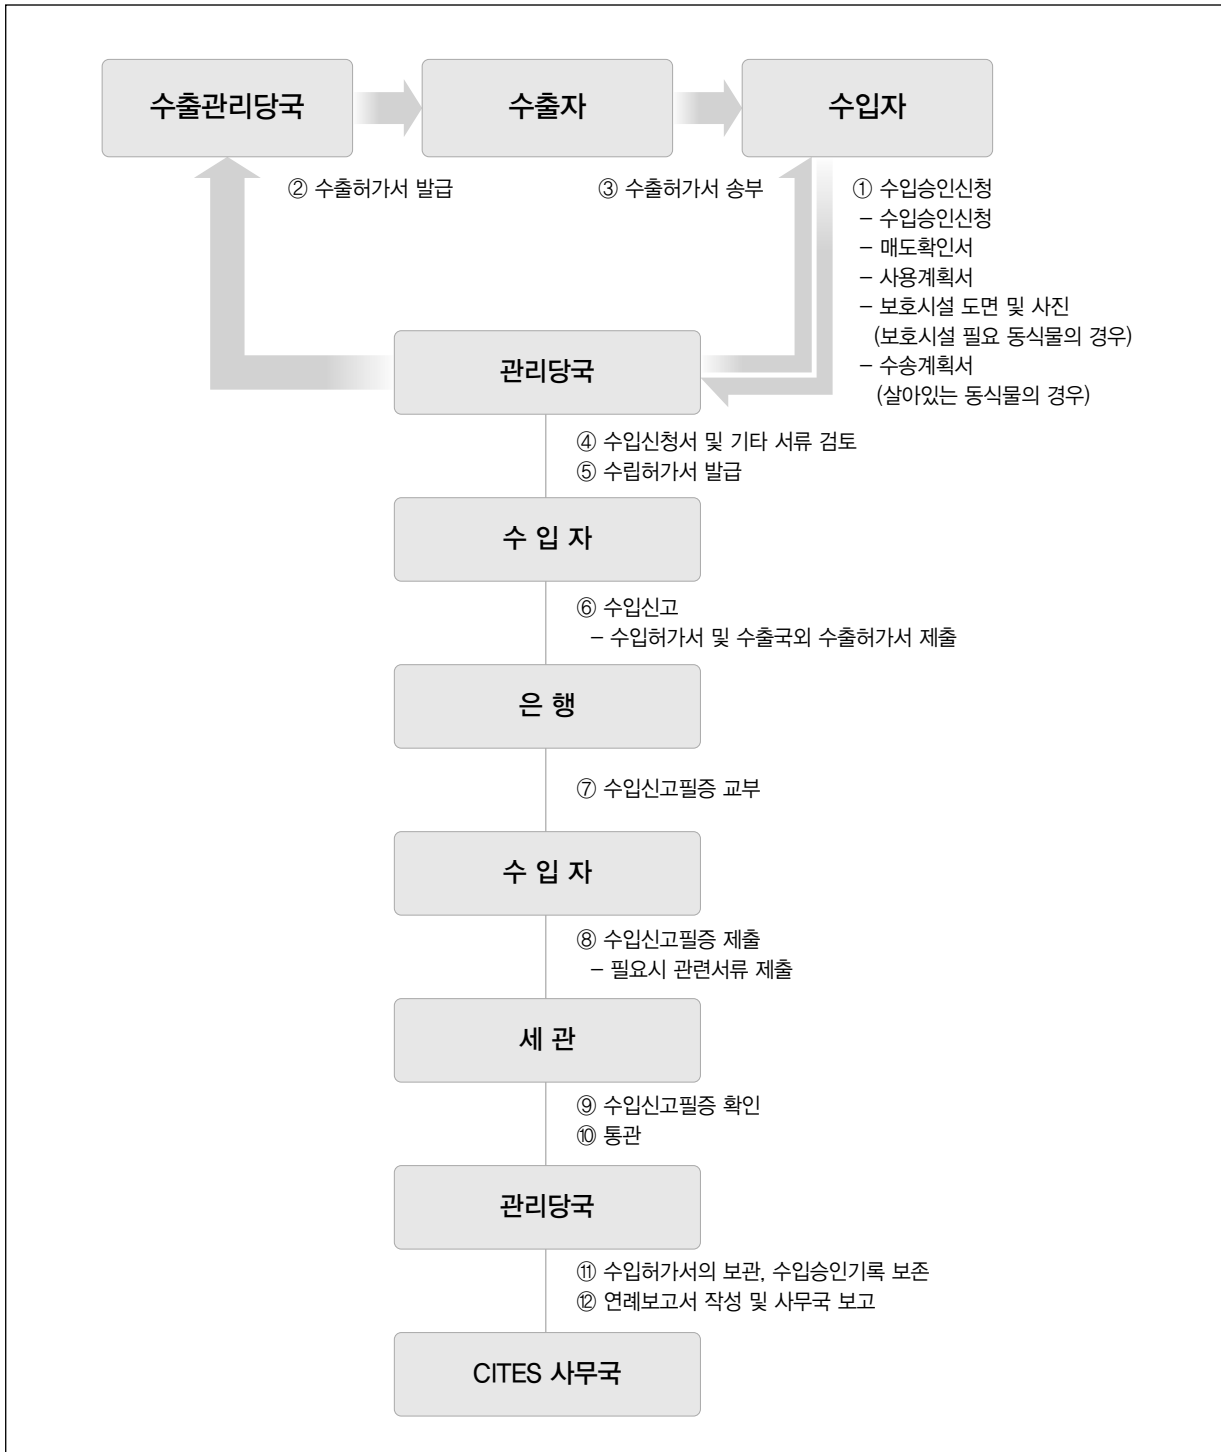 수출관리당국
수출자
수입자
② 수출허가서 발급
③ 수출허가서 송부
① 수입승인신청
– 수입승인신청
– 매도확인서
– 사용계획서
– 보호시설 도면 및 사진
(보호시설 필요 동식물의 경우)
– 수송계획서
(살아있는 동식물의 경우)
관리당국
④ 수입신청서 및 기타 서류 검토
⑤ 수립허가서 발급
수 입 자
⑥ 수입신고
– 수입허가서 및 수출국외 수출허가서 제출
은 행
⑦ 수입신고필증 교부
수 입 자
⑧ 수입신고필증 제출
– 필요시 관련서류 제출
세 관
⑨ 수입신고필증 확인
⑩ 통관
관리당국
⑪ 수입허가서의 보관, 수입승인기록 보존
⑫ 연례보고서 작성 및 사무국 보고
CITES 사무국